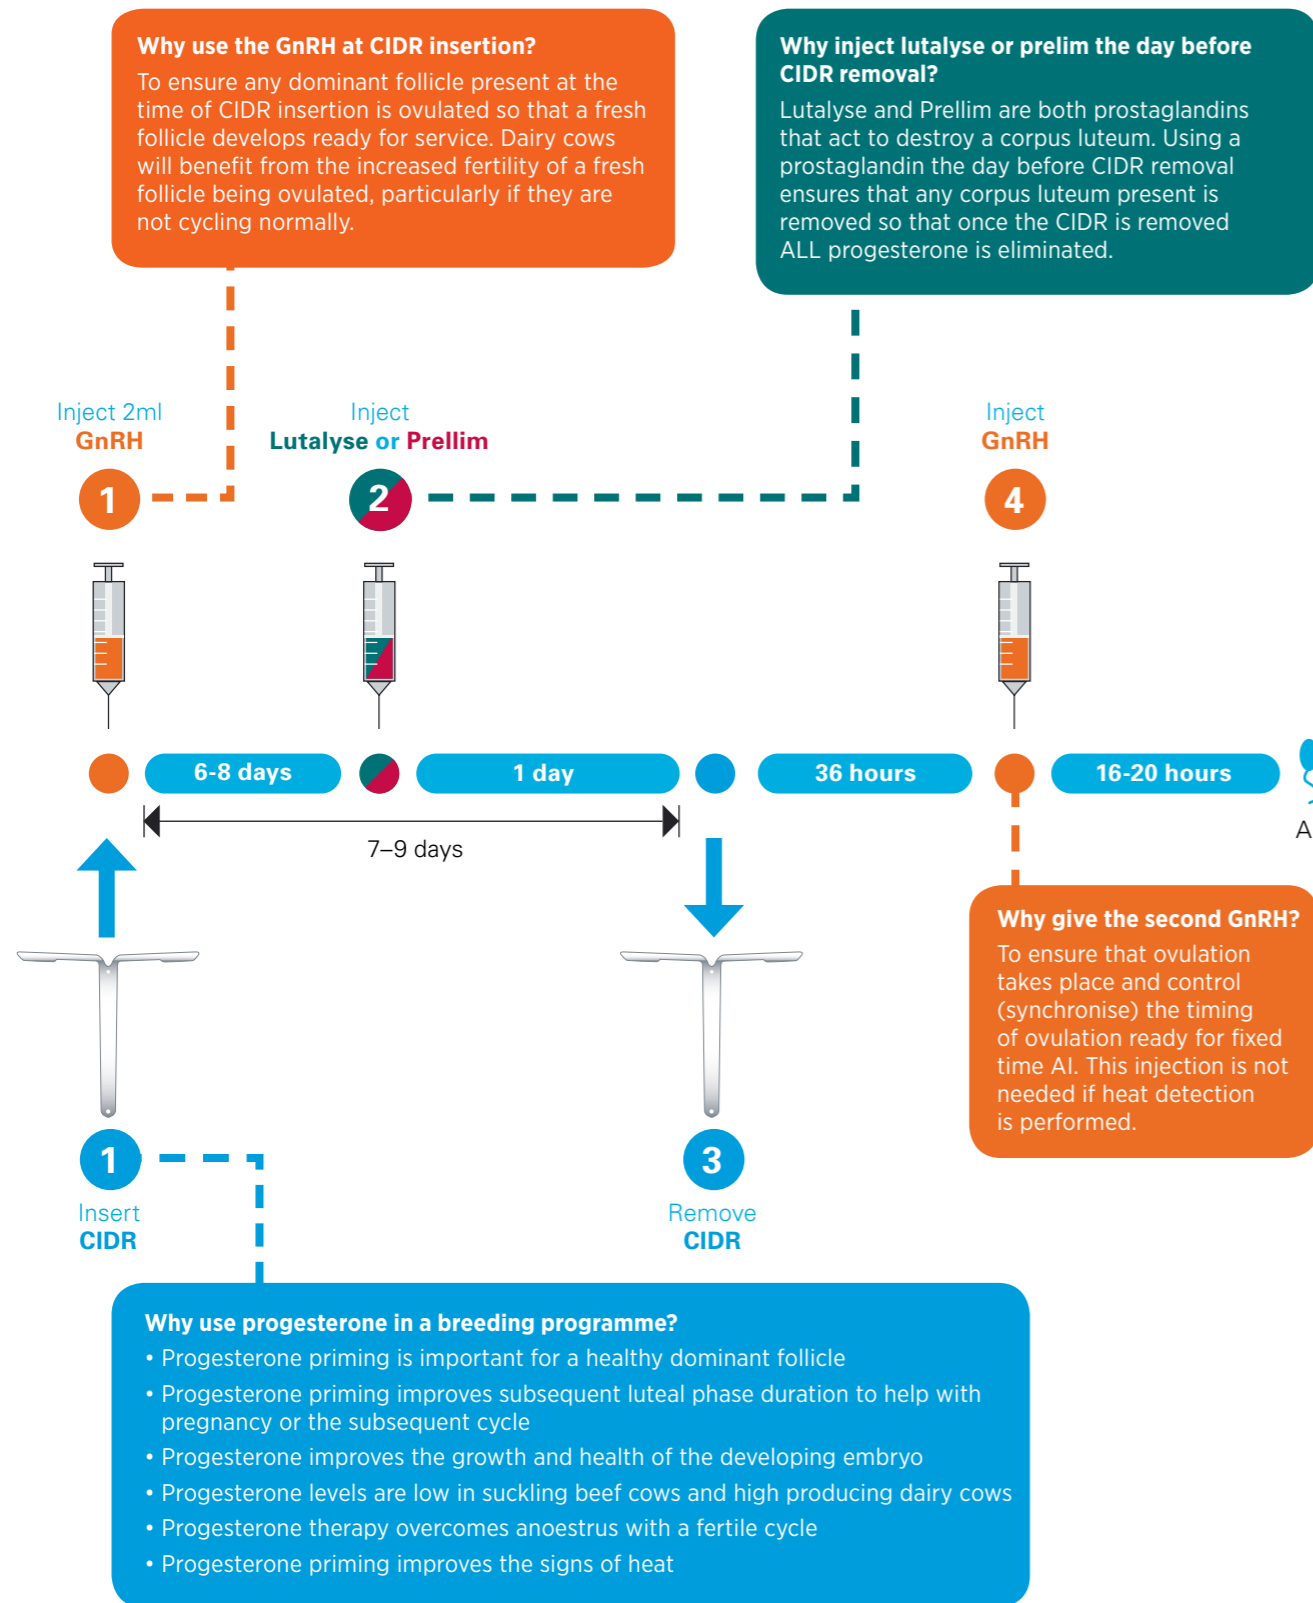 Why use the GnRH at CIDR insertion?
To ensure any dominant follicle present at the
time of CIDR insertion is ovulated so that a fresh
follicle develops ready for service. Dairy cows
will benefit from the increased fertility of a fresh
follicle being ovulated, particularly if they are
not cycling normally.
Why inject lutalyse or prelim the day before
CIDR removal?
Lutalyse and Prellim are both prostaglandins
that act to destroy a corpus luteum. Using a
prostaglandin the day before CIDR removal
ensures that any corpus luteum present is
removed so that once the CIDR is removed
ALL progesterone is eliminated.
Inject 2ml
GnRH
1
Inject
Lutalyse or Prellim
2
Inject
GnRH
4
6-8 days
1 day
36 hours
16-20 hours
7–9 days
A
Why give the second GnRH?
To ensure that ovulation
takes place and control
(synchronise) the timing
of ovulation ready for fixed
time AI. This injection is not
needed if heat detection
is performed.
1
Insert
CIDR
3
Remove
CIDR
Why use progesterone in a breeding programme?
• Progesterone priming is important for a healthy dominant follicle
• Progesterone priming improves subsequent luteal phase duration to help with
pregnancy or the subsequent cycle
• Progesterone improves the growth and health of the developing embryo
• Progesterone levels are low in suckling beef cows and high producing dairy cows
• Progesterone therapy overcomes anoestrus with a fertile cycle
• Progesterone priming improves the signs of heat